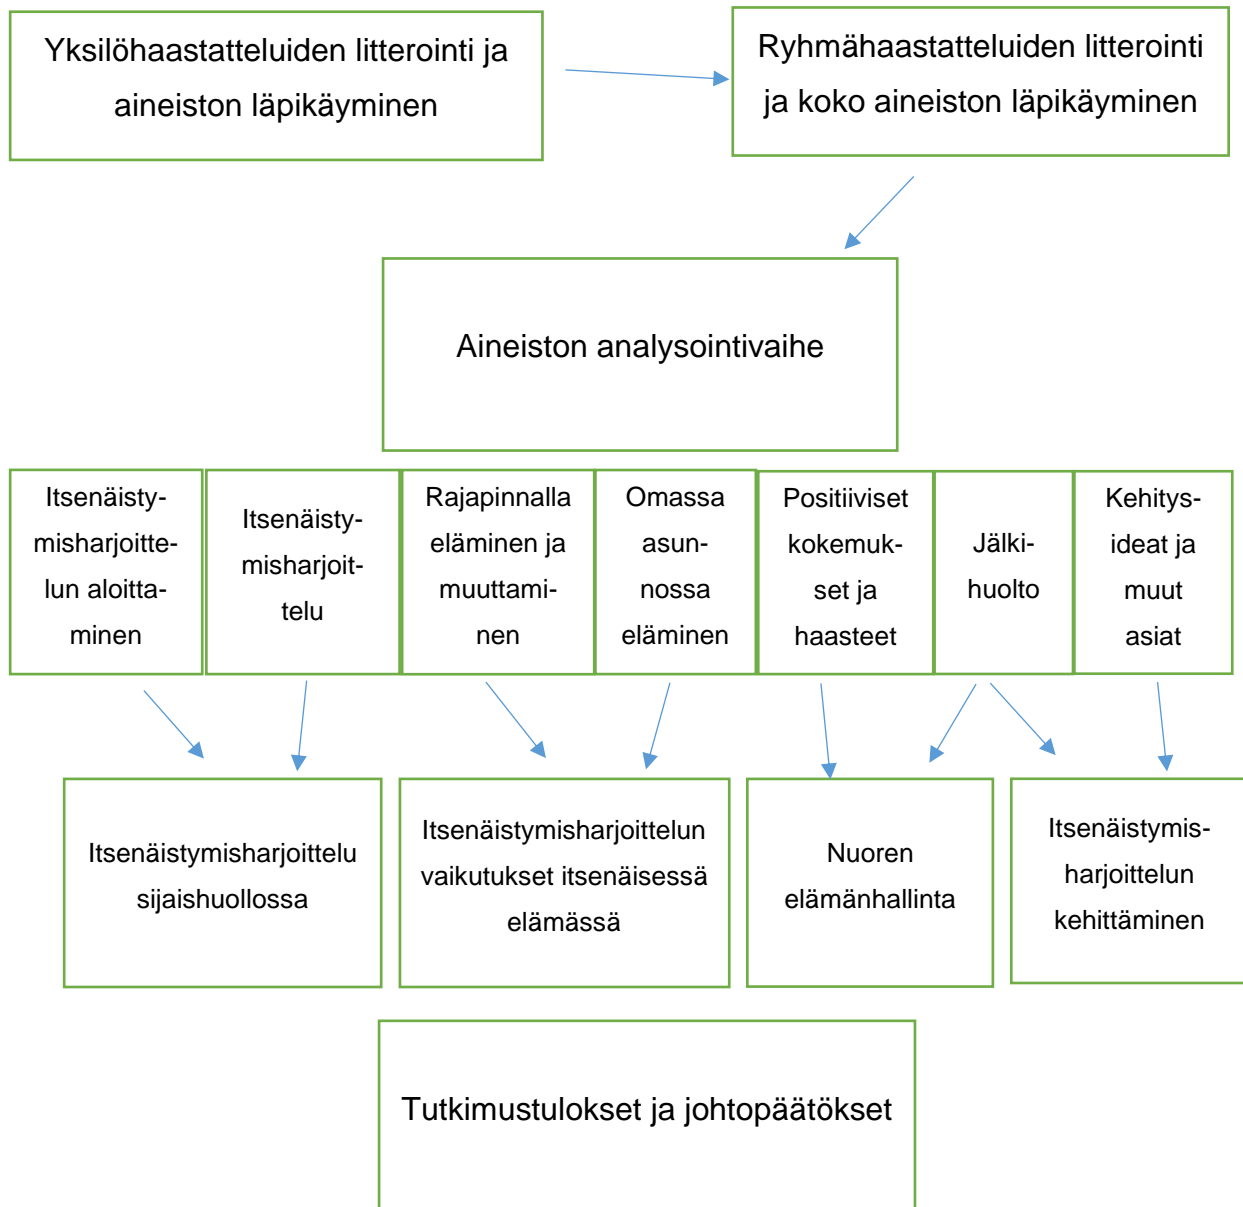 Yksilöhaastatteluiden litterointi ja
aineiston läpikäyminen
Ryhmähaastatteluiden litterointi
ja koko aineiston läpikäyminen
Aineiston analysointivaihe
Itsenäisty-
misharjoitte-
lun aloitta-
minen
Itsenäisty-
misharjoit-
telu
Rajapinnalla
eläminen ja
muuttami-
nen
Omassa
asun-
nossa
eläminen
Positiiviset
kokemuk-
set ja
haasteet
Jälki-
huolto
Kehitys-
ideat ja
muut
asiat
Itsenäistymisharjoittelu
sijaishuollossa
Itsenäistymisharjoittelun
vaikutukset itsenäisessä
elämässä
Nuoren
elämänhallinta
Itsenäistymis-
harjoittelun
kehittäminen
Tutkimustulokset ja johtopäätökset